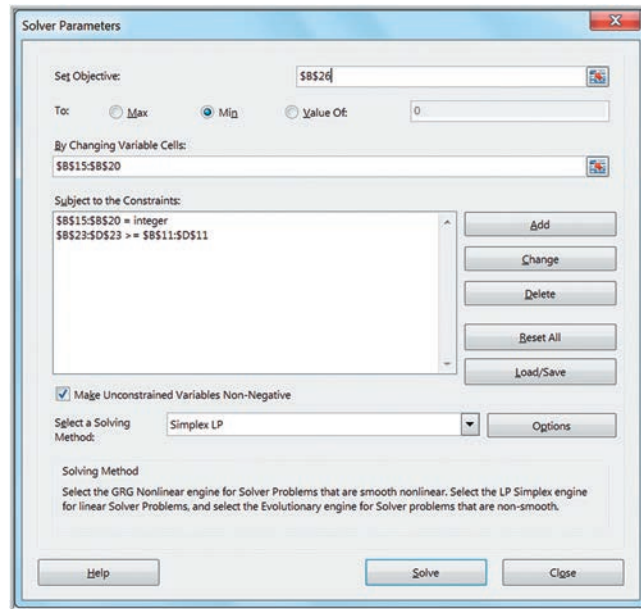 Solver Parameters
Set Objective: $B$26
To: Max Min Value Of: 0
By Changing Variable Cells:
$B$15:$B$20
Subject to the Constraints:
$B$15:$B$20 = integer
$B$23:$D$23 >= $B$11:$D$11
Add
Change
Delete
Reset All
Load/Save
Make Unconstrained Variables Non-Negative
Select a Solving Method: Simplex LP Options
Solving Method
Select the GRG Nonlinear engine for Solver Problems that are smooth nonlinear. Select the LP Simplex engine
for linear Solver Problems, and select the Evolutionary engine for Solver problems that are non-smooth.
Help Solve Close